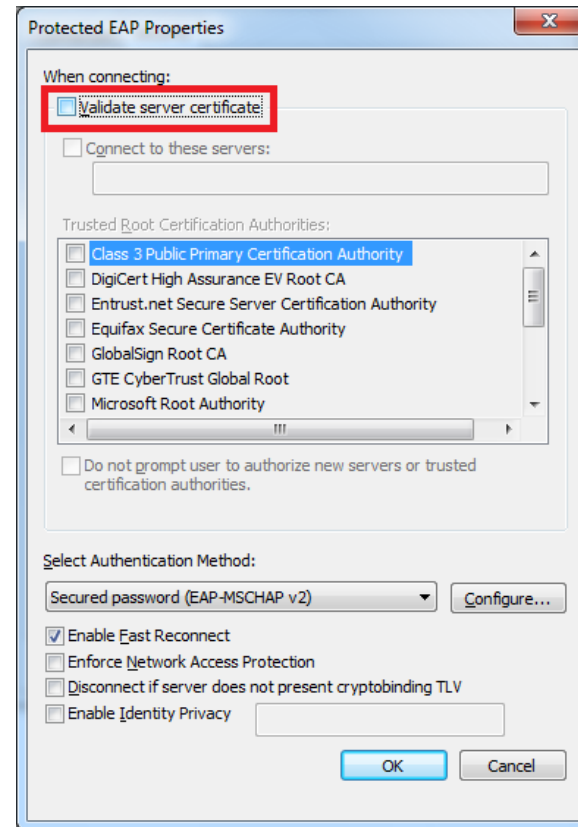 Protected EAP Properties
When connecting:
Validate server certificate
Connect to these servers:
Trusted Root Certification Authorities:
Class 3 Public Primary Certification Authority
DigiCert High Assurance EV Root CA
Entrust.net Secure Server Certification Authority
Equifax Secure Certificate Authority
GlobalSign Root CA
GTE CyberTrust Global Root
Microsoft Root Authority
Do not prompt user to authorize new servers or trusted
certification authorities.
Select Authentication Method:
Secured password (EAP-MSCHAP v2) Configure...
Enable Fast Reconnect
Enforce Network Access Protection
Disconnect if server does not present cryptobinding TLV
Enable Identity Privacy
OK Cancel